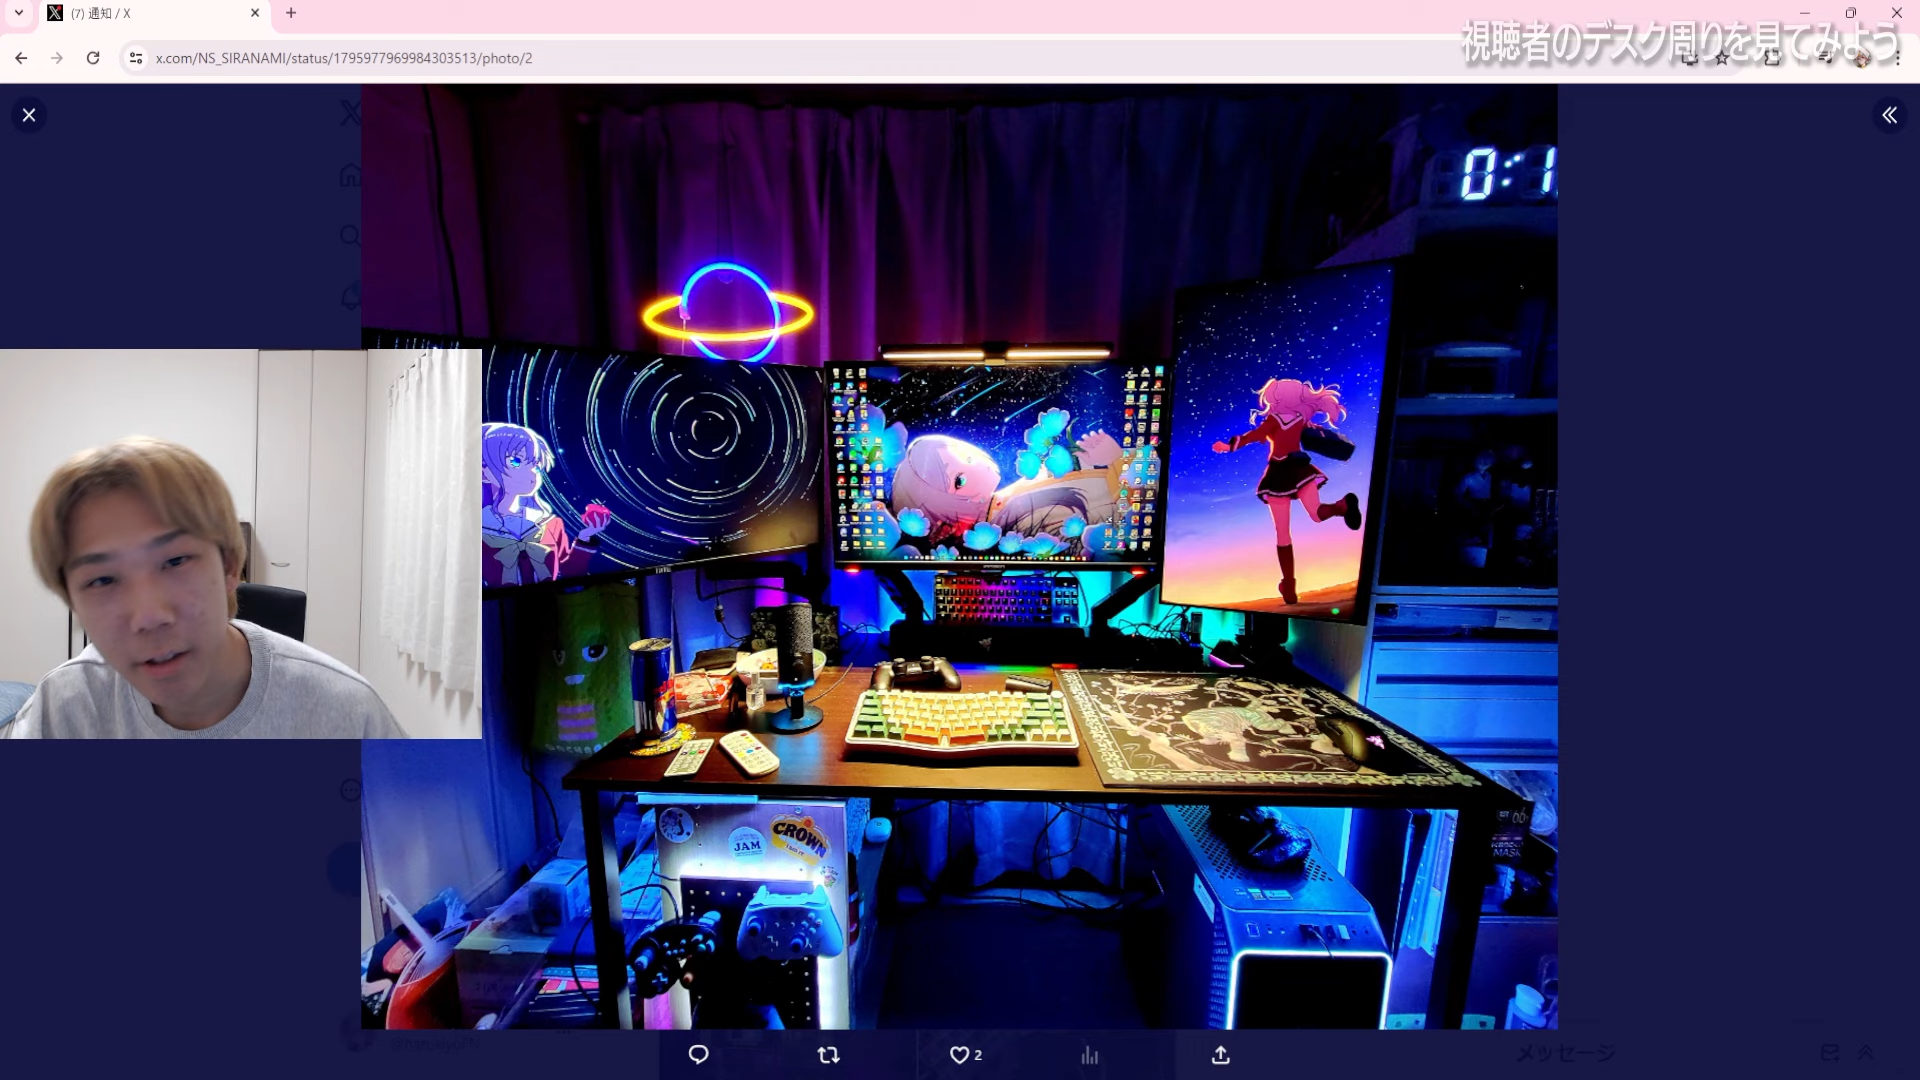 (7) 通知 / X
視聴者のデスク周りを見てみよう
x.com/NS_SIRANAMI/status/1795977969984303513/photo/2
0:1
CROWN
JAM
MASK
2
メッセージ